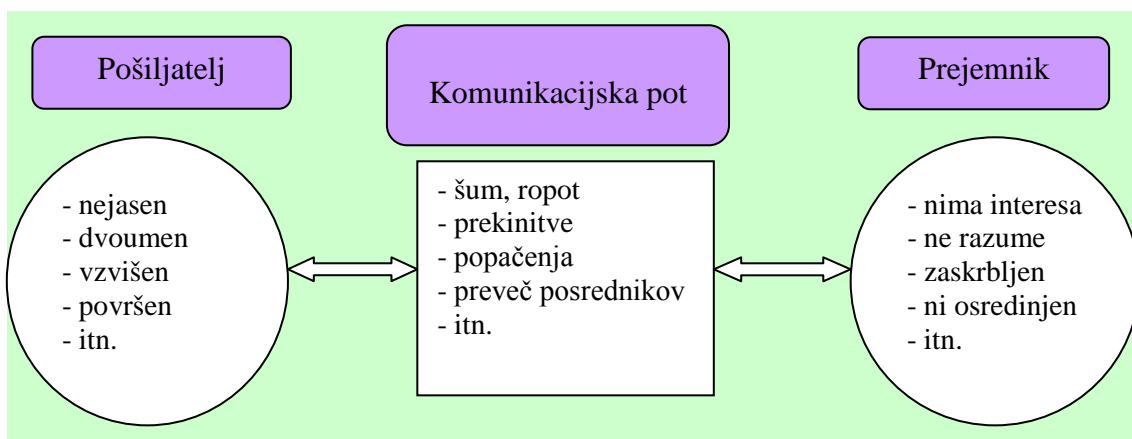 Pošiljatelj
- nejasen
- dvoumen
- vzvišen
- površen
- itn.
Komunikacijska pot
- šum, ropot
- prekinitve
- popačenja
- preveč posrednikov
- itn.
Prejemnik
- nima interesa
- ne razume
- zaskrbljen
- ni osredinjen
- itn.